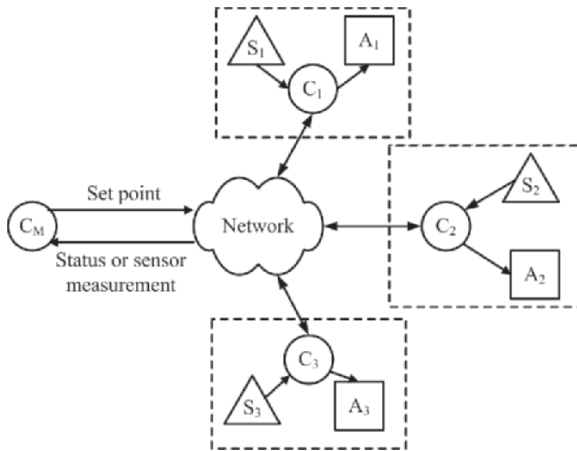 S1
A1
C1
Set point
CM
Network
Status or sensor
measurement
S2
C2
A2
C3
S3
A3